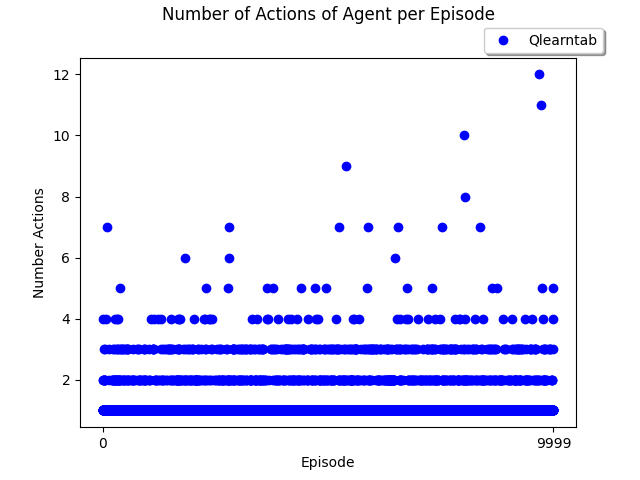 Number of Actions of Agent per Episode
Qlearntab
12
10
8
6
4
2
Number Actions
0
9999
Episode